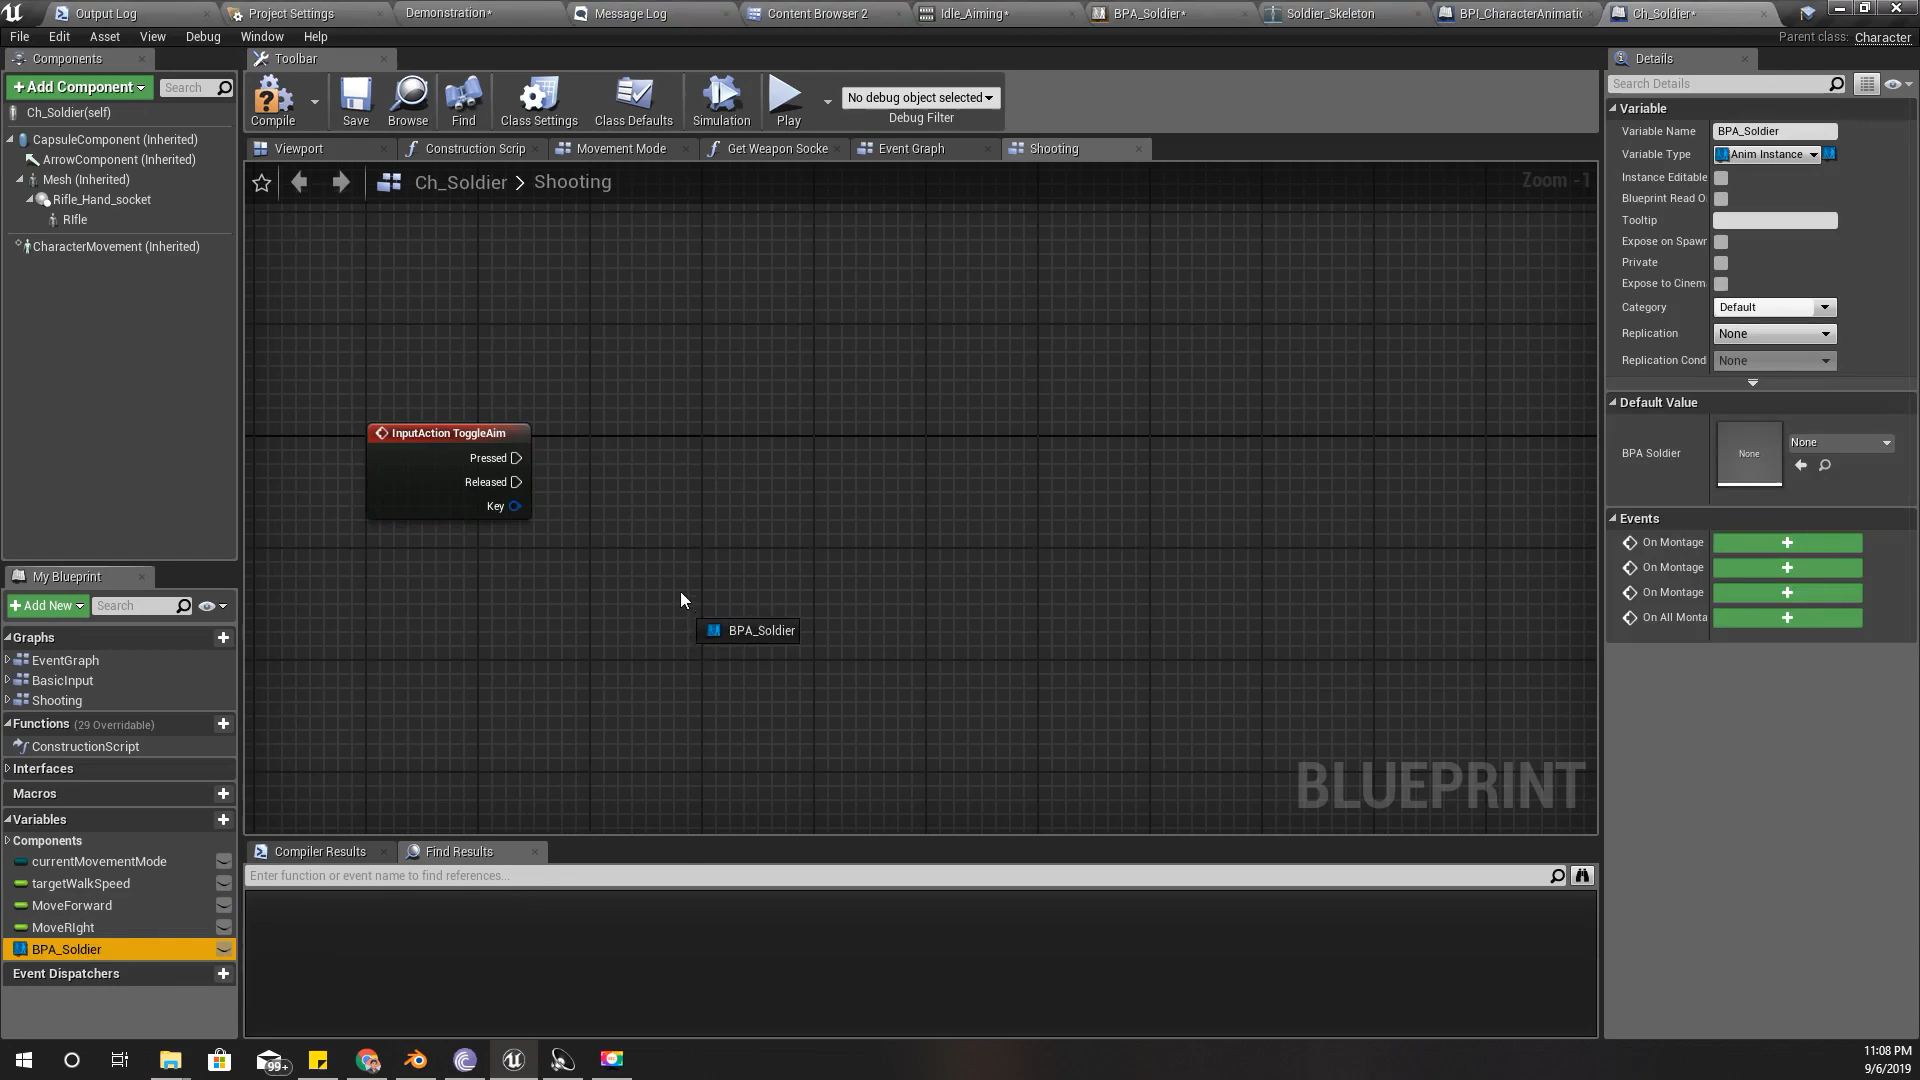 Output Log
Project Settings
Demonstration*
Message Log
Content Browser 2
Idle_Aiming*
BPA_Soldier*
Soldier_Skeleton
BPI_CharacterAnimatic
Ch_Soldier*
File Edit Asset View Debug Window Help
Parent class: Character
Components
+Add Component
Search
Ch_Soldier(self)
CapsuleComponent (Inherited)
ArrowComponent (Inherited)
Mesh (Inherited)
Rifle_Hand_socket
RIfle
CharacterMovement (Inherited)
Toolbar
Compile
Save
Browse
Find
Class Settings
Class Defaults
Simulation
Play
No debug object selected
Debug Filter
Viewport
Construction Scrip
Movement Mode
Get Weapon Socke
Event Graph
Shooting
Ch_Soldier > Shooting
Zoom -1
InputAction ToggleAim
Pressed
Released
Key
BPA_Soldier
BLUEPRINT
My Blueprint
+Add New
Search
Graphs
EventGraph
BasicInput
Shooting
Functions (29 Overridable)
ConstructionScript
Interfaces
Macros
Variables
Components
currentMovementMode
targetWalkSpeed
MoveForward
MoveRIght
BPA_Soldier
Event Dispatchers
Compiler Results
Find Results
Enter function or event name to find references...
Details
Search Details
Variable
Variable Name BPA_Soldier
Variable Type Anim Instance
Instance Editable
Blueprint Read O
Tooltip
Expose on Spawn
Private
Expose to Cinem
Category Default
Replication None
Replication Cond None
Default Value
BPA Soldier
None
None
Events
On Montage
On Montage
On Montage
On All Monta
99+
11:08 PM
9/6/2019